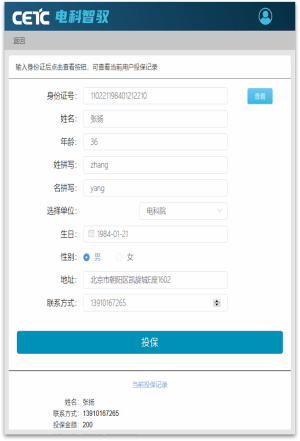 CETC 电科智驭
返回
输入身份证后点击查看按钮，可查看当前用户投保记录
身份证号： 110221198401212210 查看
姓名： 张扬
年龄： 36
姓拼写： zhang
名拼写： yang
选择单位： 电科院
生日： 1984-01-21
性别： 男 女
地址： 北京市朝阳区凯旋城E座1602
联系方式： 13910167265
投保
当前投保记录
姓名： 张扬
联系方式： 13910167265
投保金额： 200